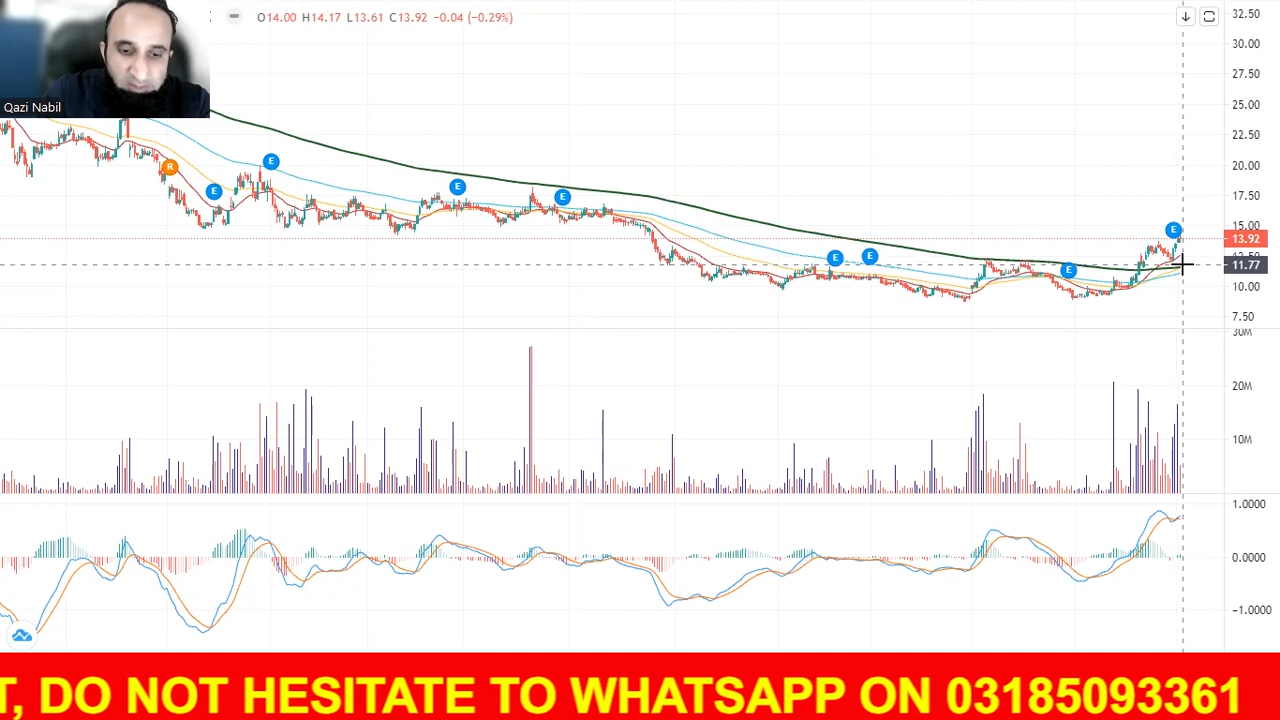 O14.00 H14.17 L13.61 C13.92 −0.04 (−0.29%)
Qazi Nabil
R
E
E
E
E
E
E
E
E
32.50
30.00
27.50
25.00
22.50
20.00
17.50
15.00
13.92
11.77
10.00
7.50
30M
20M
10M
1.0000
0.0000
−1.0000
T, DO NOT HESITATE TO WHATSAPP ON 03185093361